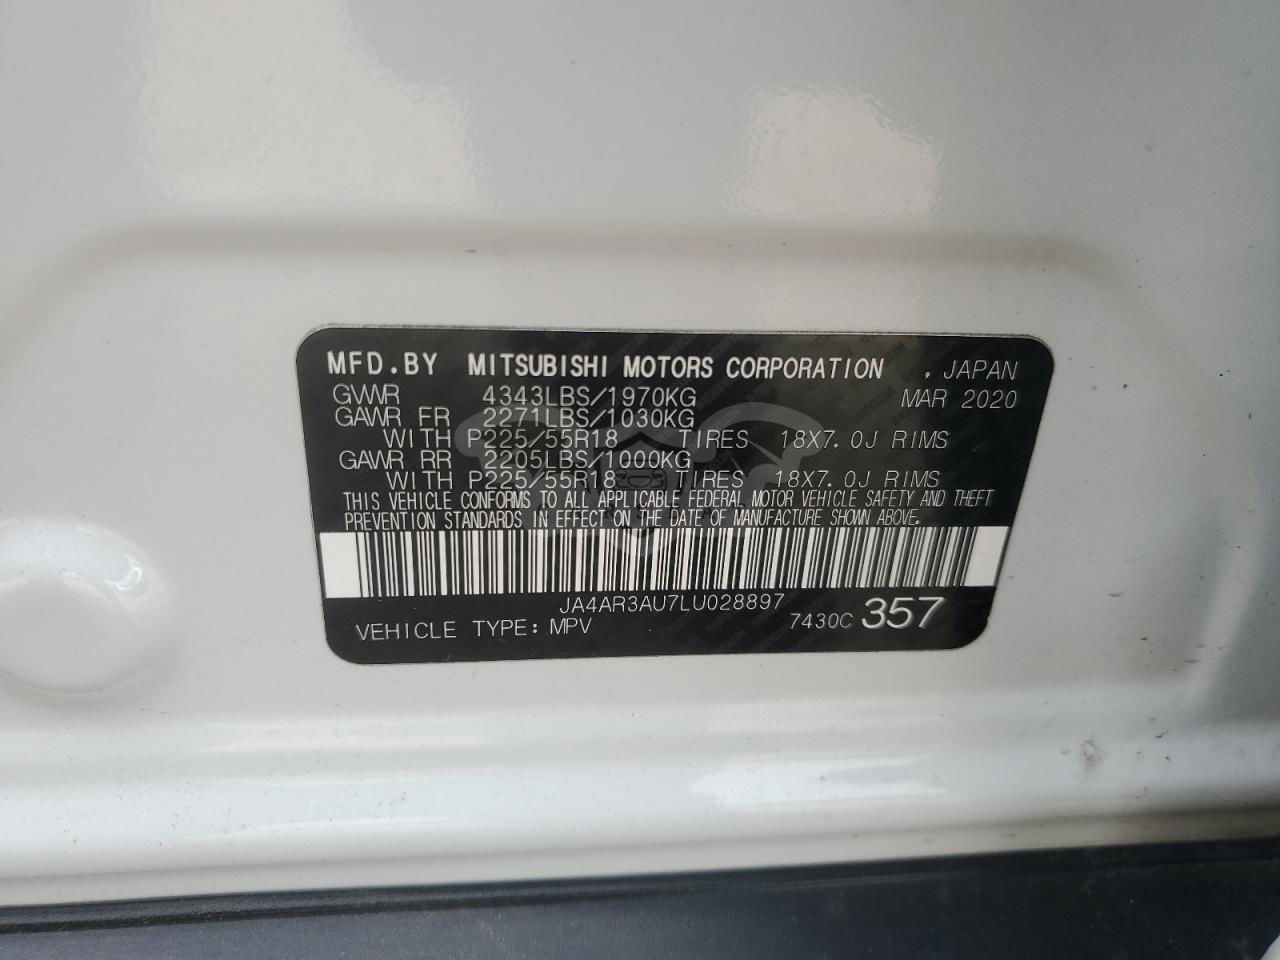 MFD.BY MITSUBISHI MOTORS CORPORATION , JAPAN
GVWR 4343LBS/1970KG MAR 2020
GAWR FR 2271LBS/1030KG
WITH P225/55R18 TIRES 18X7.0J RIMS
GAWR RR 2205LBS/1000KG
WITH P225/55R18 TIRES 18X7.0J RIMS
THIS VEHICLE CONFORMS TO ALL APPLICABLE FEDERAL MOTOR VEHICLE SAFETY AND THEFT
PREVENTION STANDARDS IN EFFECT ON THE DATE OF MANUFACTURE SHOWN ABOVE.
JA4AR3AU7LU028897
VEHICLE TYPE: MPV 7430C 357